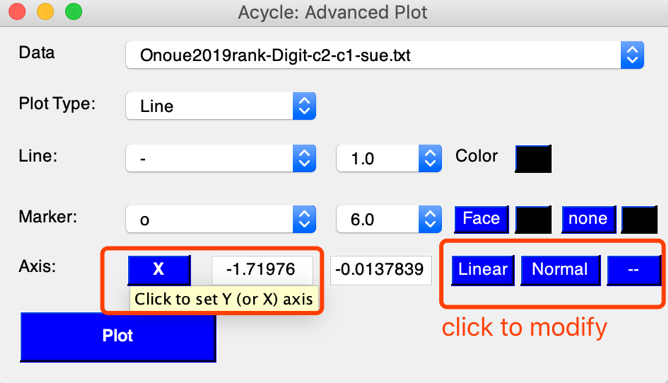 Acycle: Advanced Plot
Data Onoue2019rank-Digit-c2-c1-sue.txt
Plot Type: Line
Line: - 1.0 Color
Marker: o 6.0 Face none
Axis: X -1.71976 -0.0137839 Linear Normal --
Click to set Y (or X) axis
click to modify
Plot